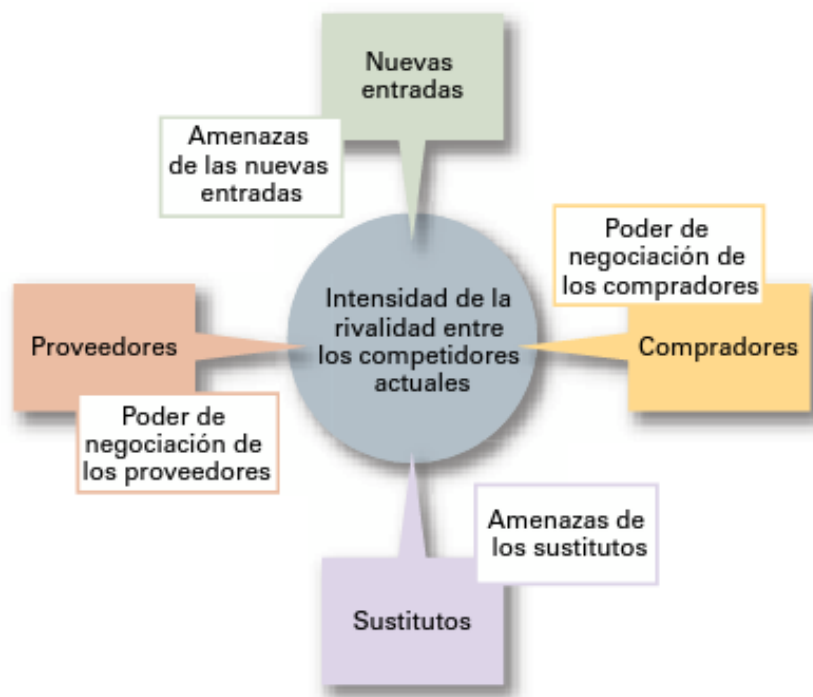 Nuevas
entradas
Amenazas
de las nuevas
entradas
Poder de
negociación de
los compradores
Intensidad de la
rivalidad entre
los competidores
actuales
Proveedores
Compradores
Poder de
negociación de
los proveedores
Amenazas de
los sustitutos
Sustitutos